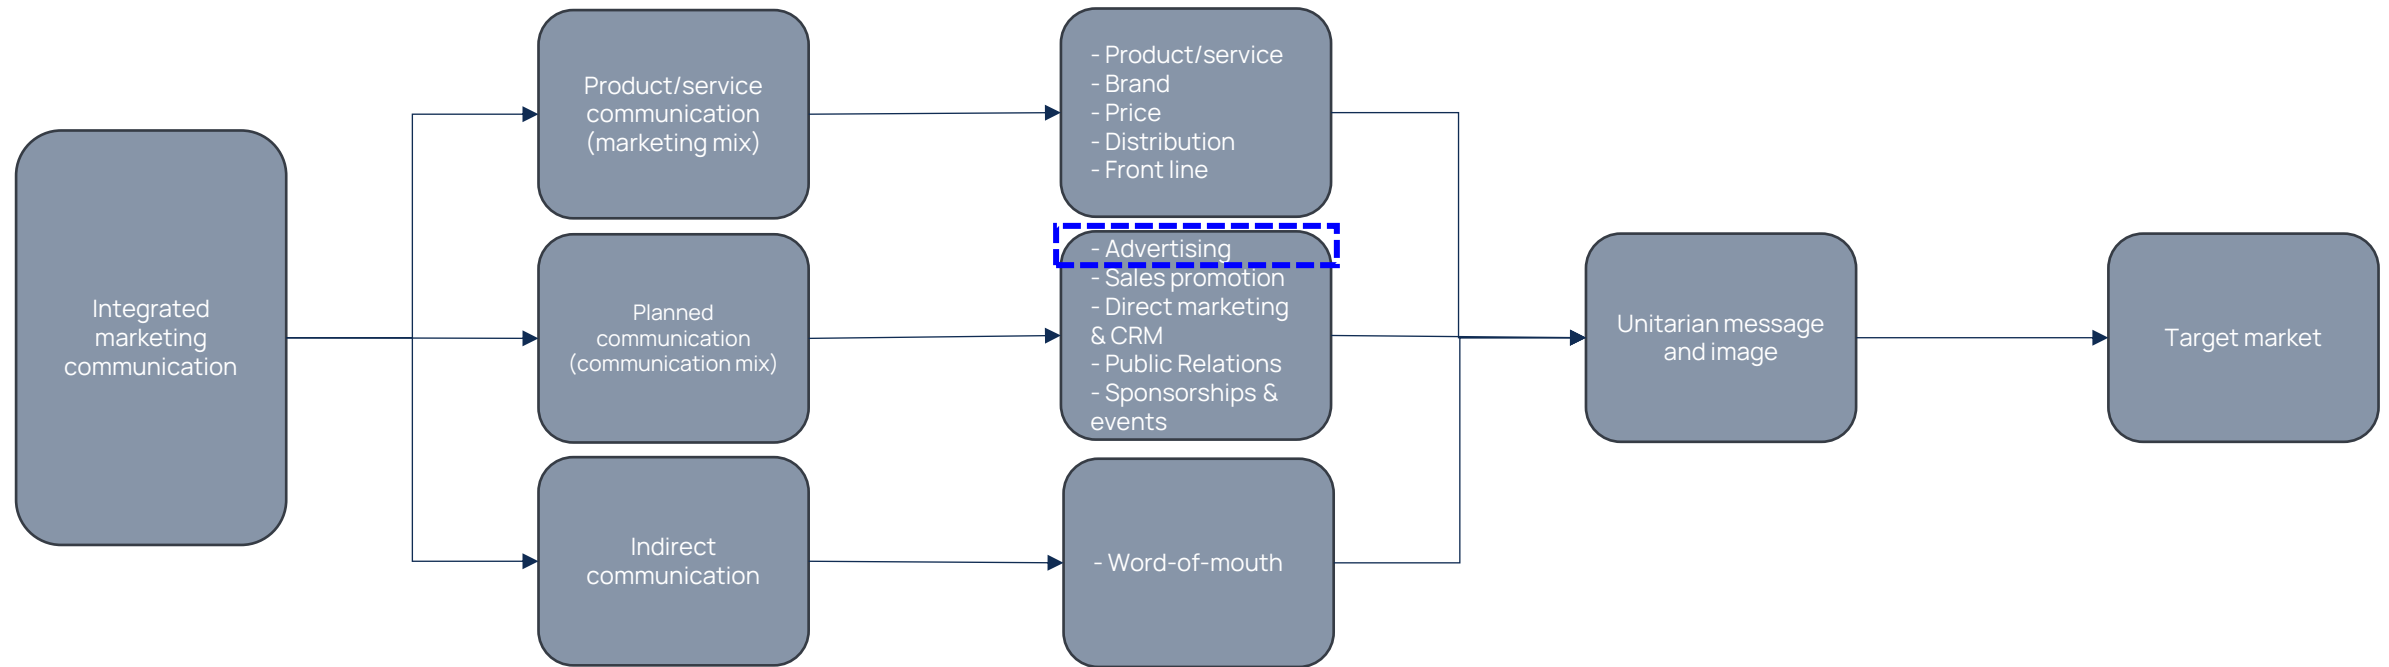 Integrated
marketing
communication
Product/service
communication
(marketing mix)
Planned
communication
(communication mix)
Indirect
communication
- Product/service
- Brand
- Price
- Distribution
- Front line
- Advertising
- Sales promotion
- Direct marketing
& CRM
- Public Relations
- Sponsorships &
events
- Word-of-mouth
Unitarian message
and image
Target market